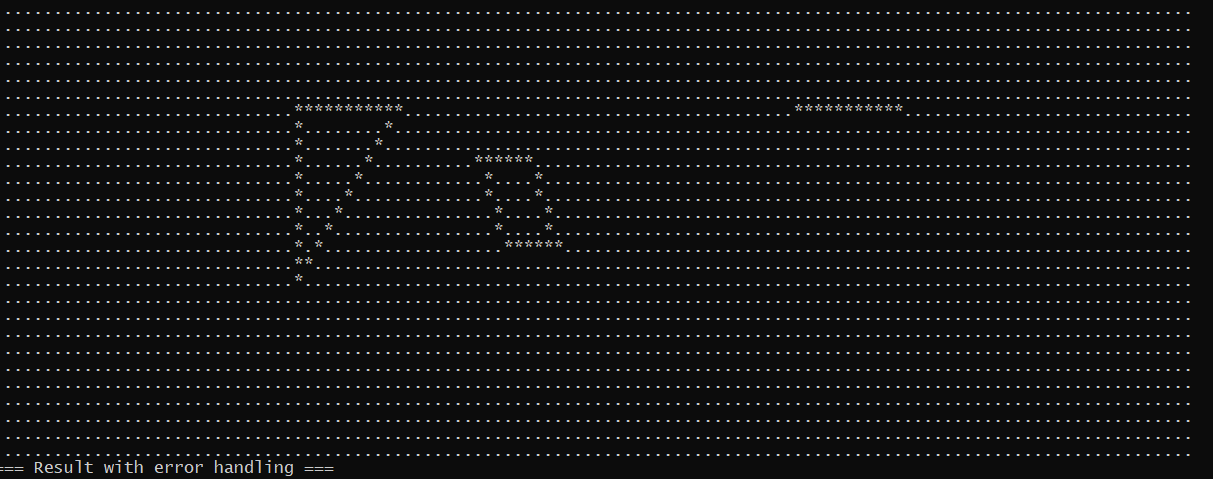 === Result with error handling ===